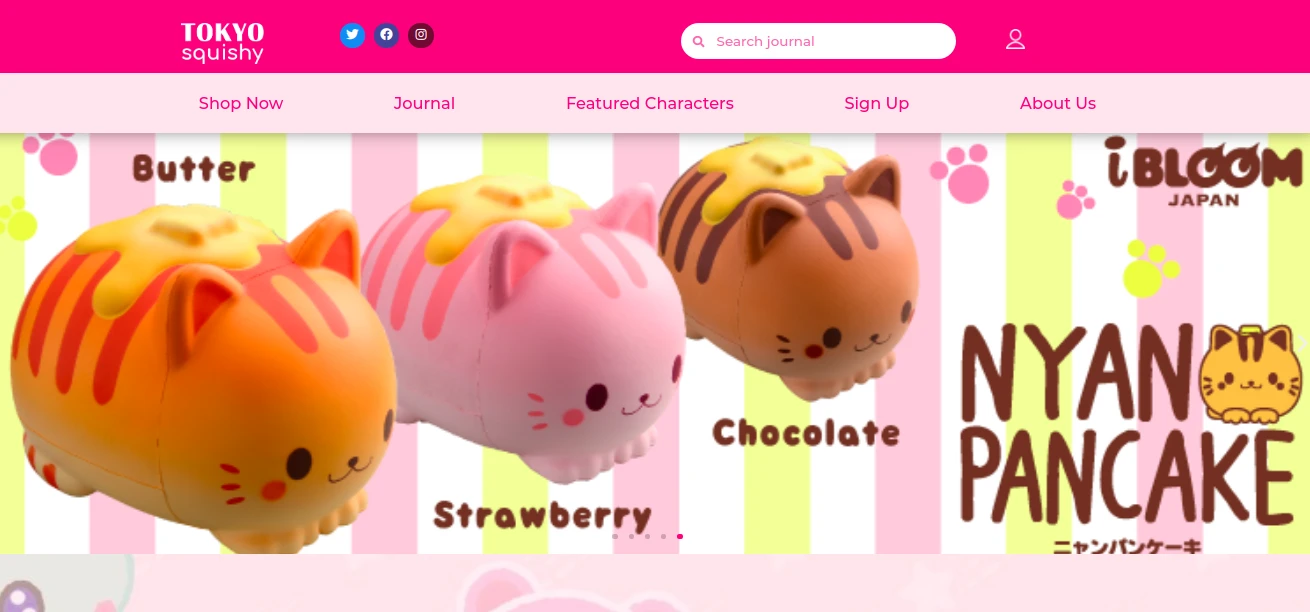 TOKYO
squishy
Search journal
Shop Now
Journal
Featured Characters
Sign Up
About Us
Butter
Strawberry
Chocolate
iBLOOM
JAPAN
NYAN
PANCAKE
ニャンパンケーキ